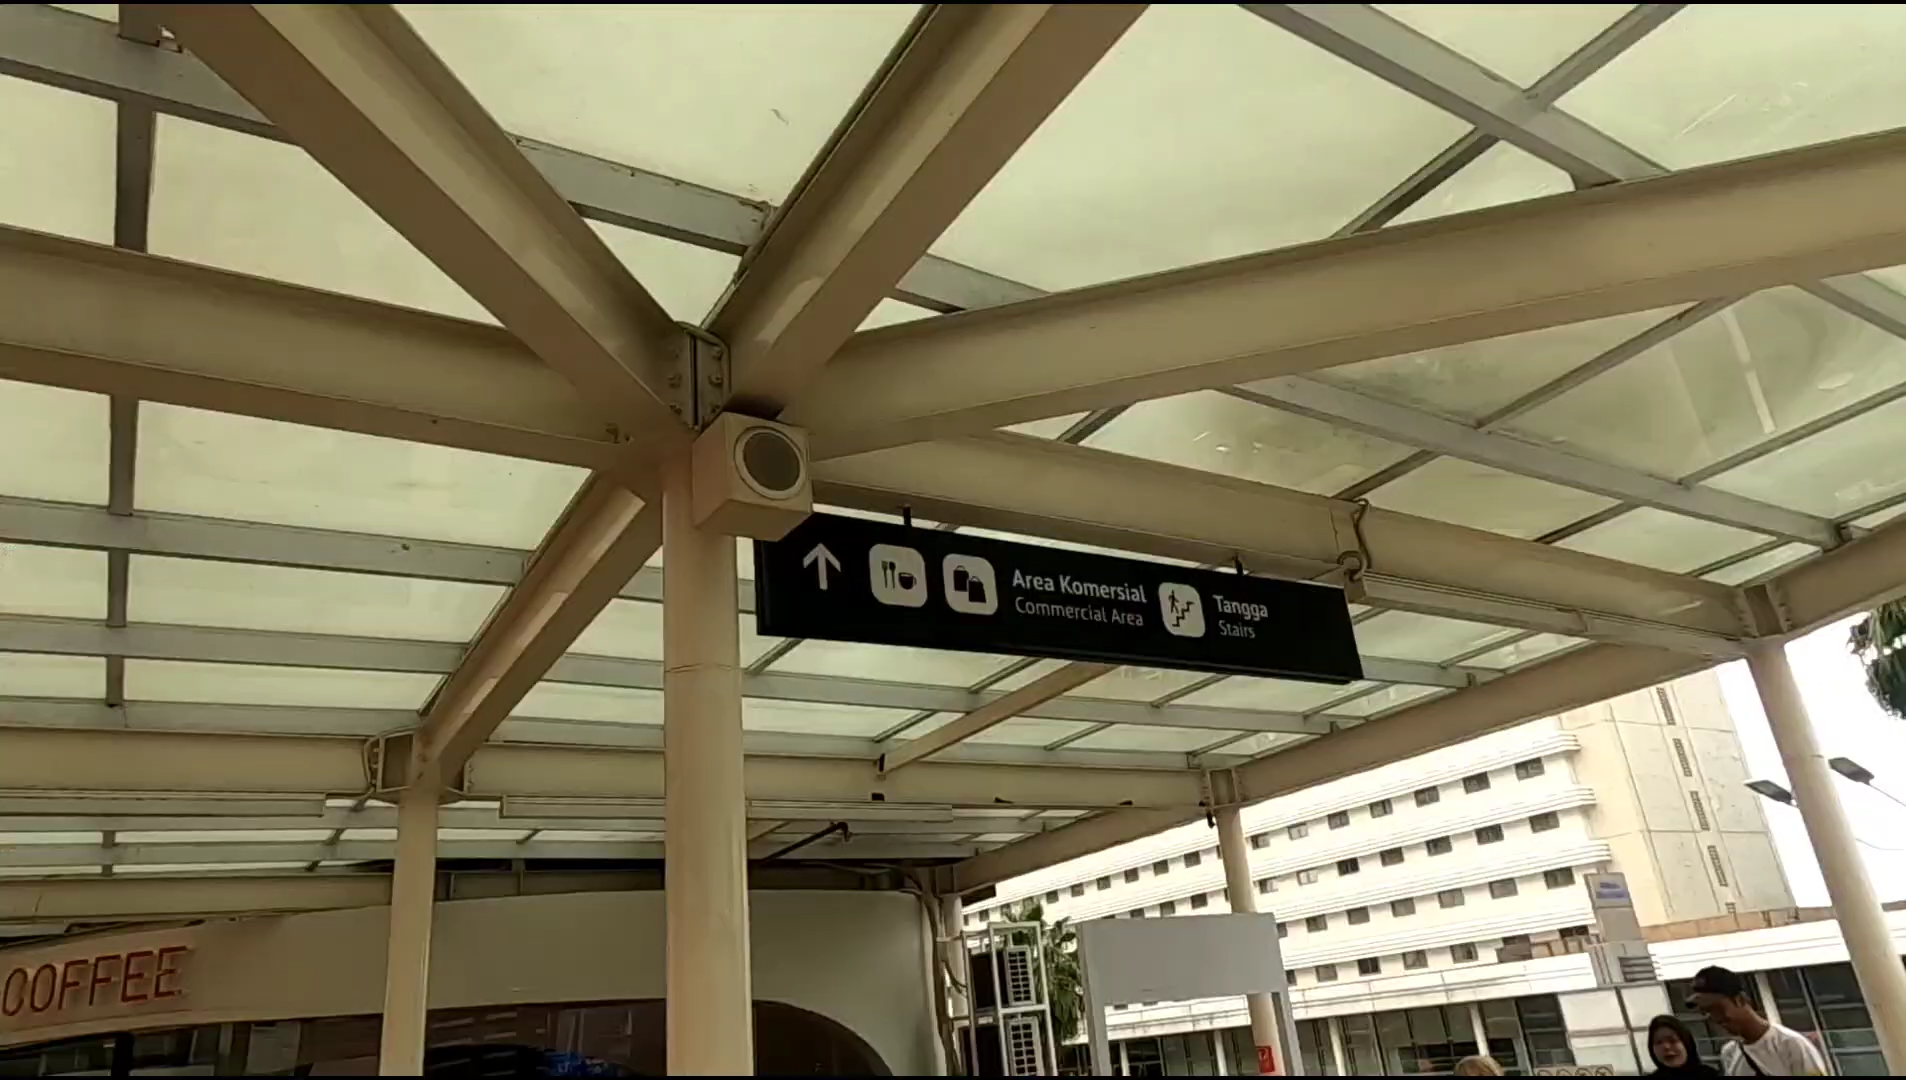 Area Komersial
Commercial Area
Tangga
Stairs
COFFEE